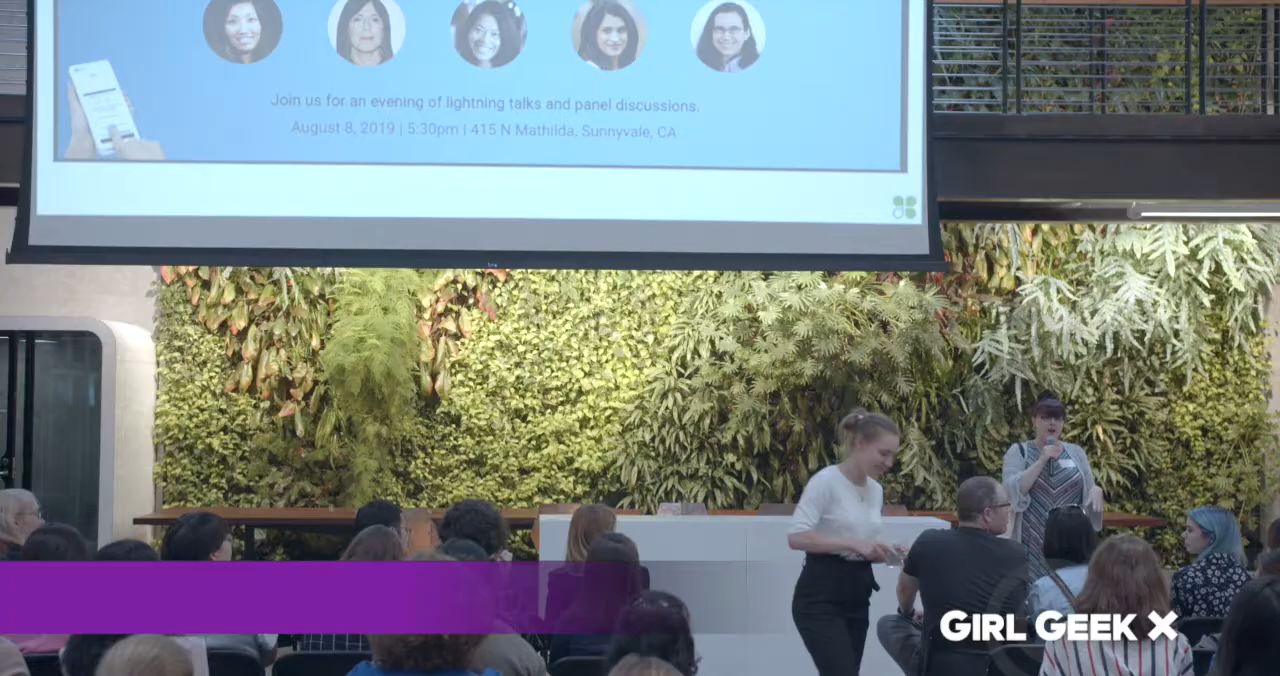 Join us for an evening of lightning talks and panel discussions.
August 8, 2019 | 5:30pm | 415 N Mathilda, Sunnyvale, CA
GIRL GEEK X